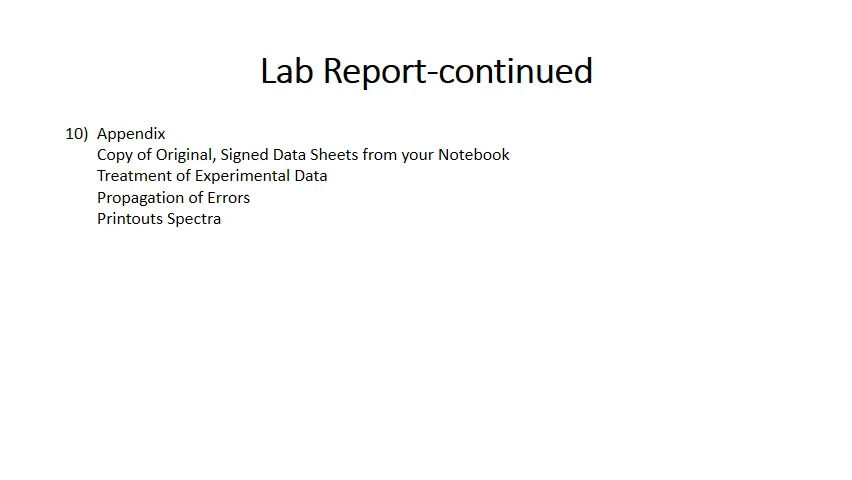 Lab Report-continued
10) Appendix
Copy of Original, Signed Data Sheets from your Notebook
Treatment of Experimental Data
Propagation of Errors
Printouts Spectra